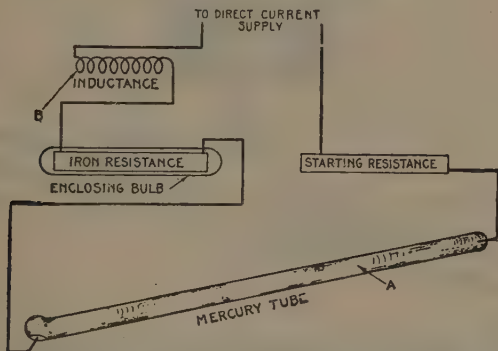 TO DIRECT CURRENT
SUPPLY
INDUCTANCE
B
IRON RESISTANCE
STARTING RESISTANCE
ENCLOSING BULB
A
MERCURY TUBE